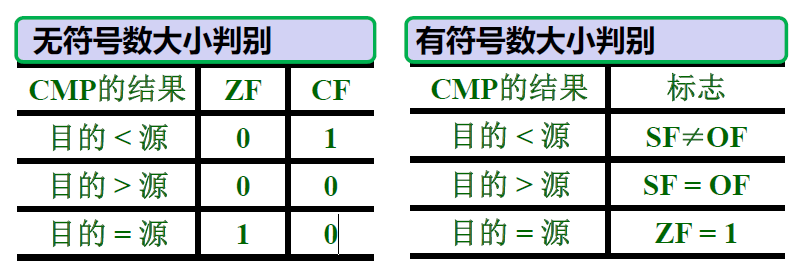 无符号数大小判别
CMP的结果 ZF CF
目的 < 源 0 1
目的 > 源 0 0
目的 = 源 1 0
有符号数大小判别
CMP的结果 标志
目的 < 源 SF≠OF
目的 > 源 SF = OF
目的 = 源 ZF = 1